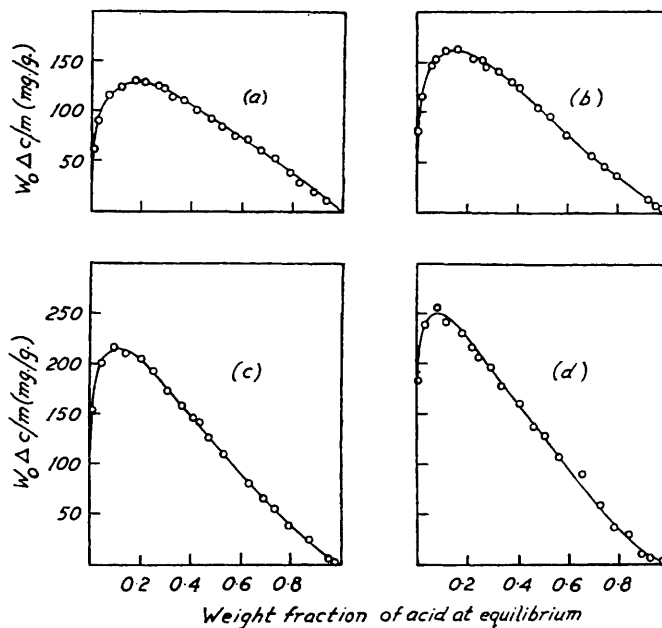 W₀ Δc/m (mg/g.)
150
100
50
(a)
(b)
W₀ Δc/m (mg/g.)
250
200
150
100
50
(c)
(d)
0·2 0·4 0·6 0·8 0·2 0·4 0·6 0·8
Weight fraction of acid at equilibrium